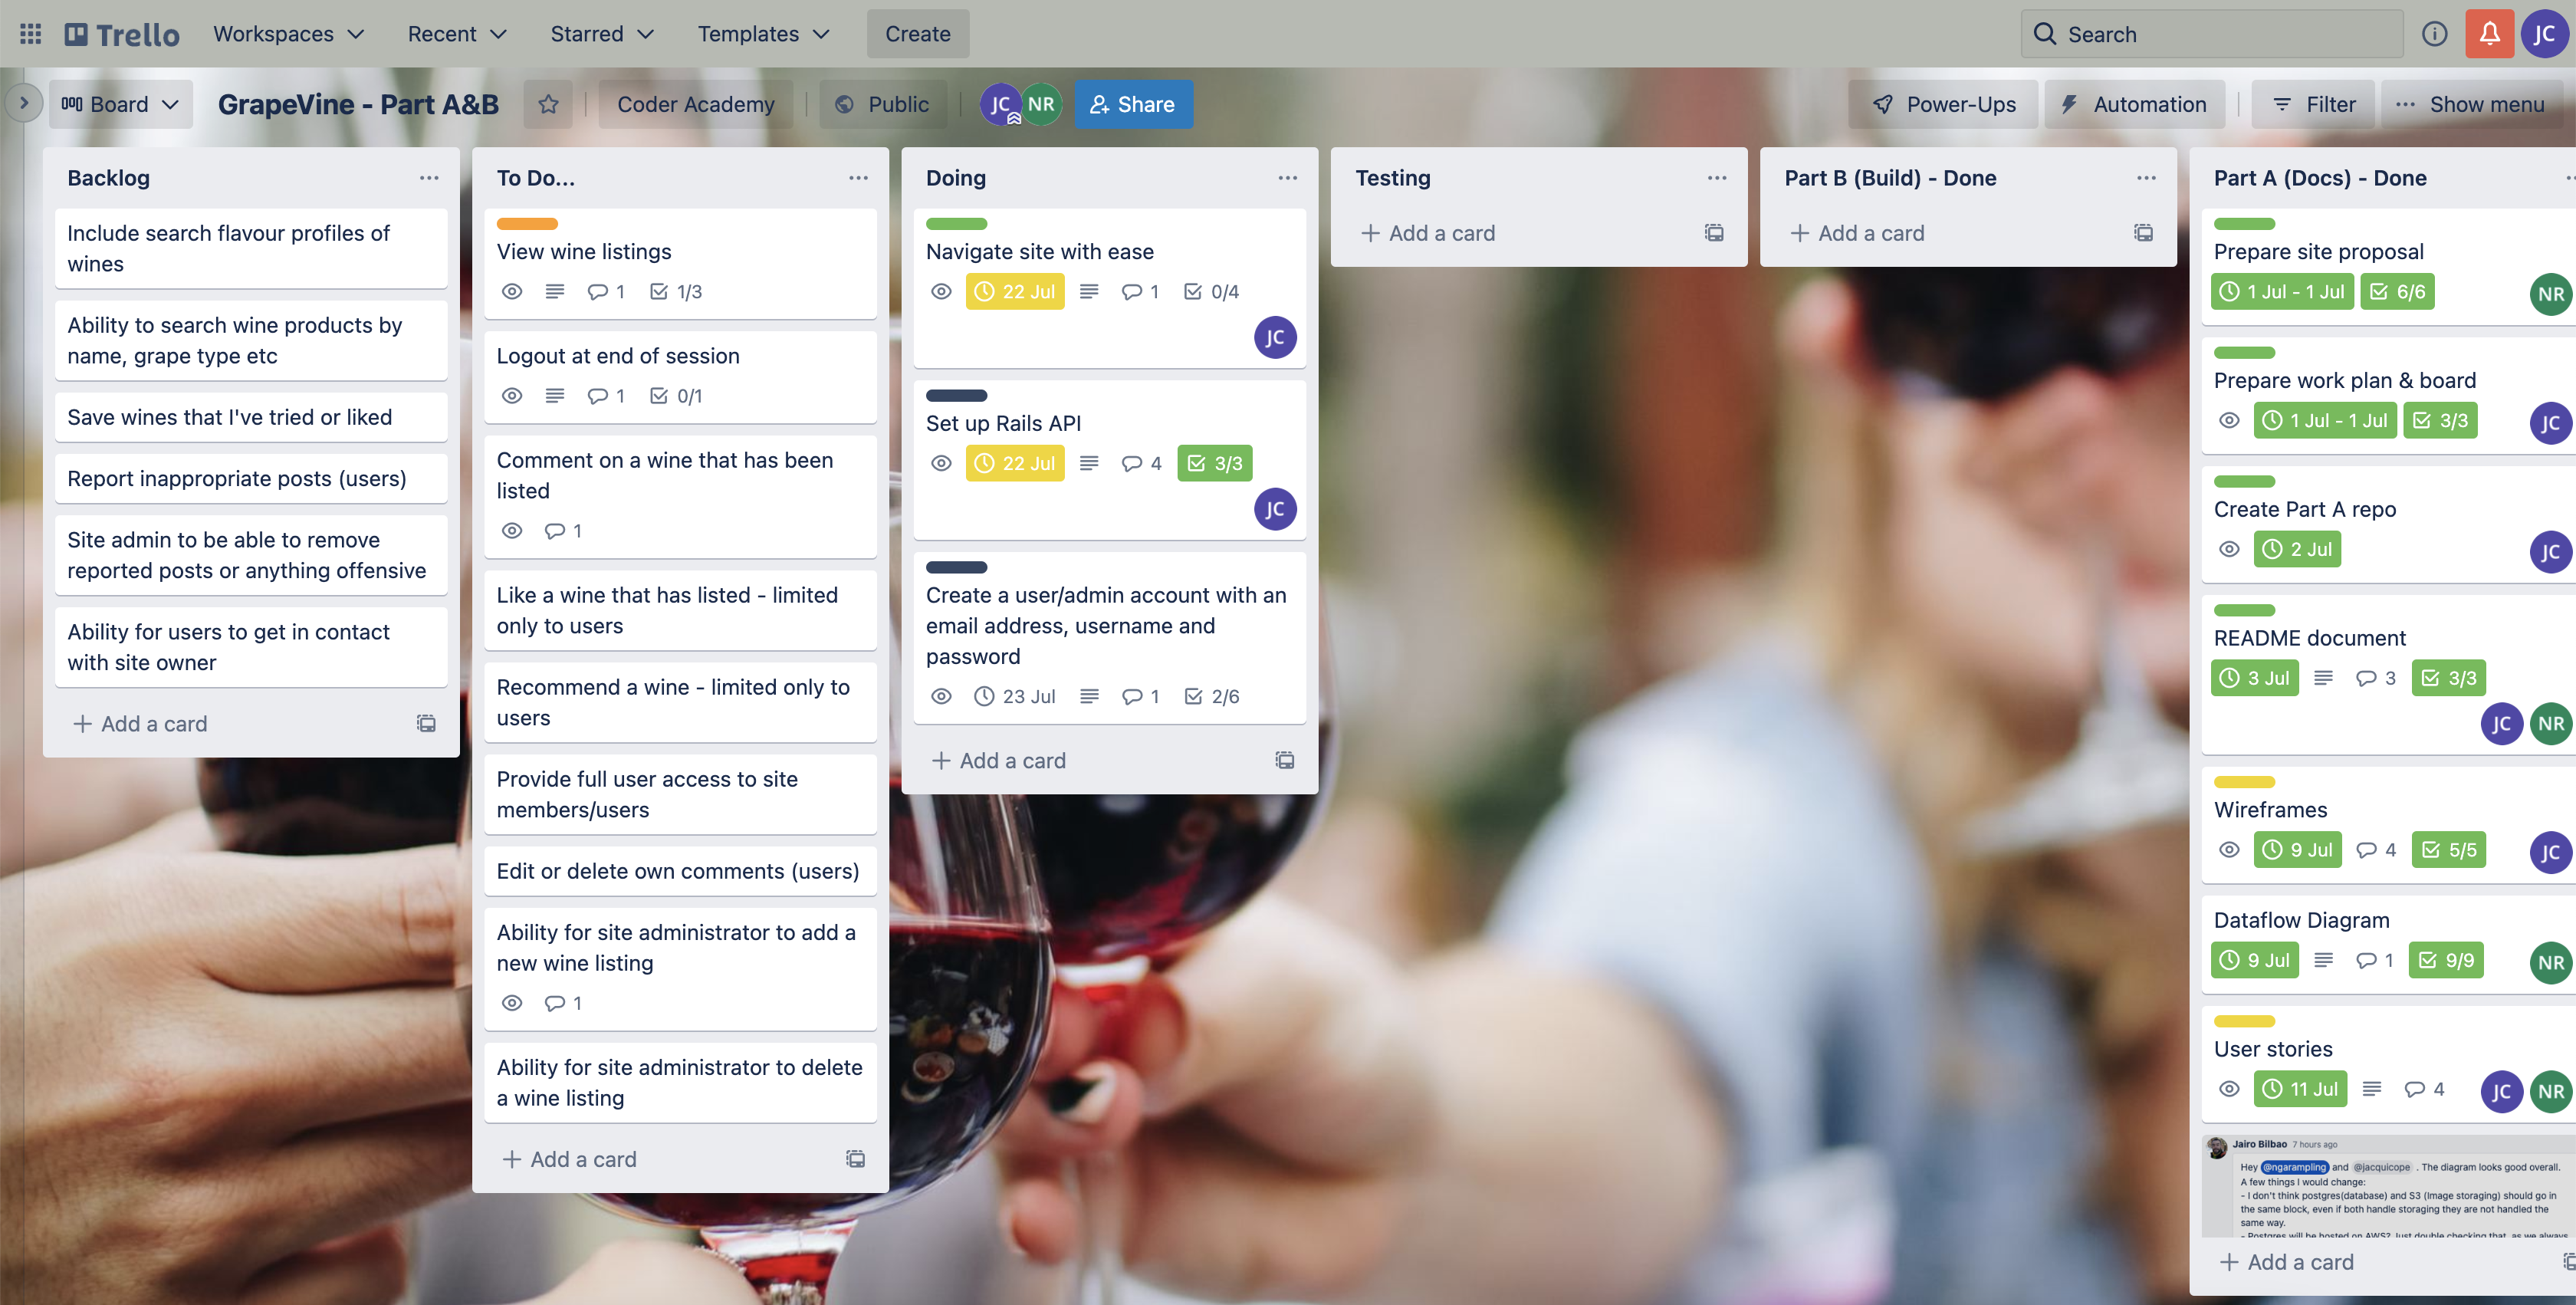 Trello
Workspaces
Recent
Starred
Templates
Create
Search
JC
Board
GrapeVine - Part A&B
Coder Academy
Public
JC
NR
Share
Power-Ups
Automation
Filter
Show menu
Backlog
Include search flavour profiles of
wines
Ability to search wine products by
name, grape type etc
Save wines that I've tried or liked
Report inappropriate posts (users)
Site admin to be able to remove
reported posts or anything offensive
Ability for users to get in contact
with site owner
+ Add a card
To Do...
View wine listings
1 1/3
Logout at end of session
1 0/1
Comment on a wine that has been
listed
1
Like a wine that has listed - limited
only to users
Recommend a wine - limited only to
users
Provide full user access to site
members/users
Edit or delete own comments (users)
Ability for site administrator to add a
new wine listing
1
Ability for site administrator to delete
a wine listing
+ Add a card
Doing
Navigate site with ease
22 Jul 1 0/4
JC
Set up Rails API
22 Jul 4 3/3
JC
Create a user/admin account with an
email address, username and
password
23 Jul 1 2/6
+ Add a card
Testing
+ Add a card
Part B (Build) - Done
+ Add a card
Part A (Docs) - Done
Prepare site proposal
1 Jul - 1 Jul 6/6 NR
Prepare work plan & board
1 Jul - 1 Jul 3/3 JC
Create Part A repo
2 Jul JC
README document
3 Jul 3 3/3
JC NR
Wireframes
9 Jul 4 5/5 JC
Dataflow Diagram
9 Jul 1 9/9 NR
User stories
11 Jul 4 JC NR
Jairo Bilbao 7 hours ago
Hey @ngarampling and @jacquicope . The diagram looks good overall.
A few things I would change:
- I don't think postgres(database) and S3 (Image storaging) should go in
the same block, even if both handle storaging they are not handled the
same way.
- Postgres will be hosted on AWS? Just double checking that, as we always
+ Add a card